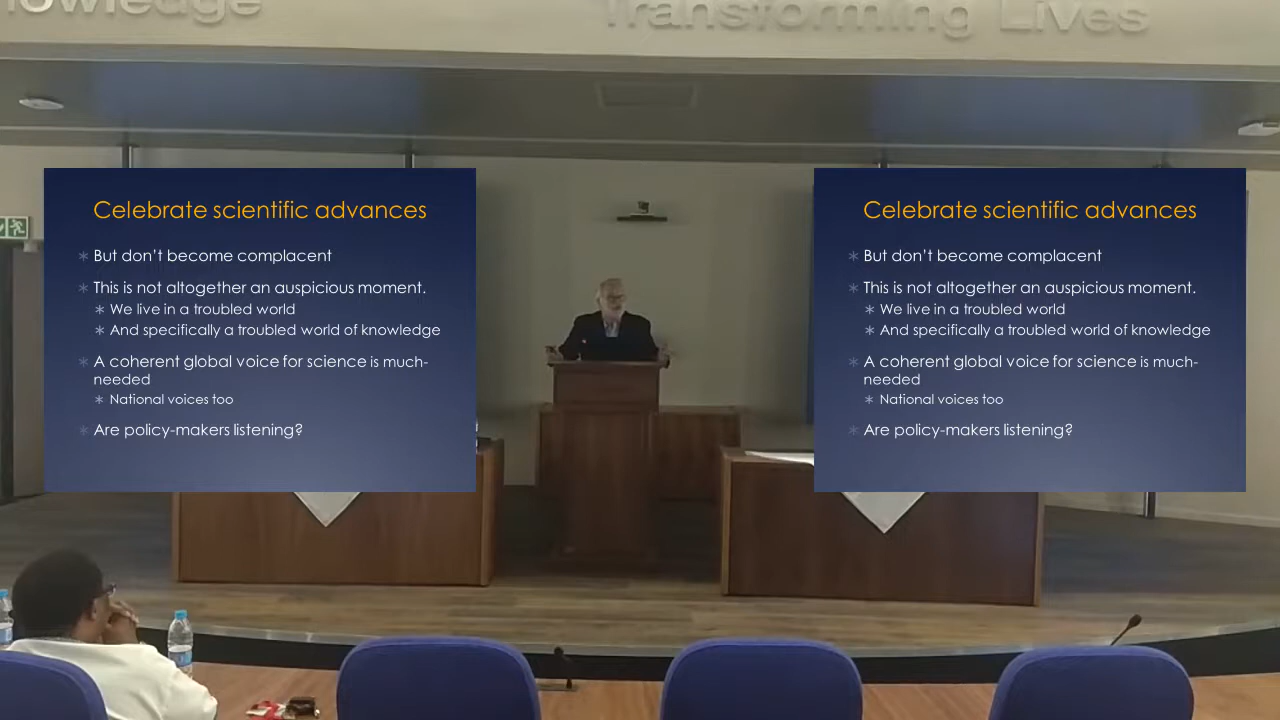 Transforming Lives
Celebrate scientific advances
But don't become complacent
This is not altogether an auspicious moment.
We live in a troubled world
And specifically a troubled world of knowledge
A coherent global voice for science is much-
needed
National voices too
Are policy-makers listening?
Celebrate scientific advances
But don't become complacent
This is not altogether an auspicious moment.
We live in a troubled world
And specifically a troubled world of knowledge
A coherent global voice for science is much-
needed
National voices too
Are policy-makers listening?